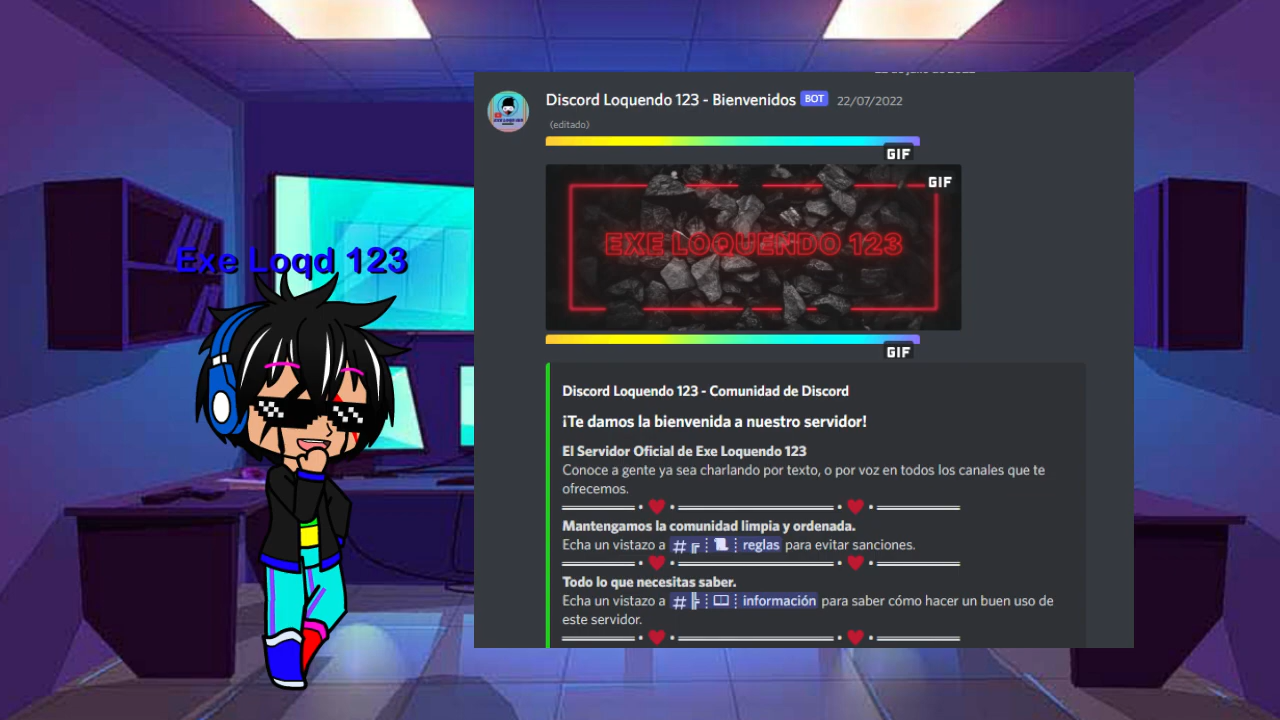 Discord Loquendo 123 - Bienvenidos BOT 22/07/2022
(editado)
GIF
GIF
EXE LOQUENDO 123
Exe Loqd 123
GIF
Discord Loquendo 123 - Comunidad de Discord
¡Te damos la bienvenida a nuestro servidor!
El Servidor Oficial de Exe Loquendo 123
Conoce a gente ya sea charlando por texto, o por voz en todos los canales que te
ofrecemos.
Mantengamos la comunidad limpia y ordenada.
Echa un vistazo a # ╔┊📜┊reglas para evitar sanciones.
Todo lo que necesitas saber.
Echa un vistazo a # ╠┊📖┊información para saber cómo hacer un buen uso de
este servidor.